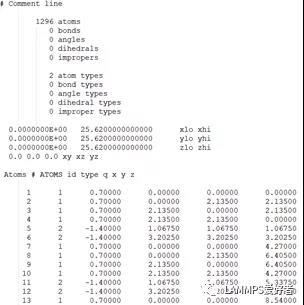 # Comment line
1296 atoms
0 bonds
0 angles
0 dihedrals
0 impropers
2 atom types
0 bond types
0 angle types
0 dihedral types
0 improper types
0.0000000E+00 25.6200000000000 xlo xhi
0.0000000E+00 25.6200000000000 ylo yhi
0.0000000E+00 25.6200000000000 zlo zhi
0.0 0.0 0.0 xy xz yz
Atoms # ATOMS id type q x y z
1 1 0.70000 0.00000 0.00000 0.00000
2 1 0.70000 0.00000 2.13500 2.13500
3 1 0.70000 2.13500 0.00000 2.13500
4 1 0.70000 2.13500 2.13500 0.00000
5 2 -1.40000 1.06750 1.06750 1.06750
6 2 -1.40000 3.20250 3.20250 3.20250
7 1 0.70000 0.00000 0.00000 4.27000
8 1 0.70000 0.00000 2.13500 6.40500
9 1 0.70000 2.13500 0.00000 6.40500
10 1 0.70000 2.13500 2.13500 4.27000
11 2 -1.40000 1.06750 1.06750 5.33750
12 2 -1.40000 3.20250
13 1 0.70000 0.00000 0.00000 8.54000
LAMMPS爱好者